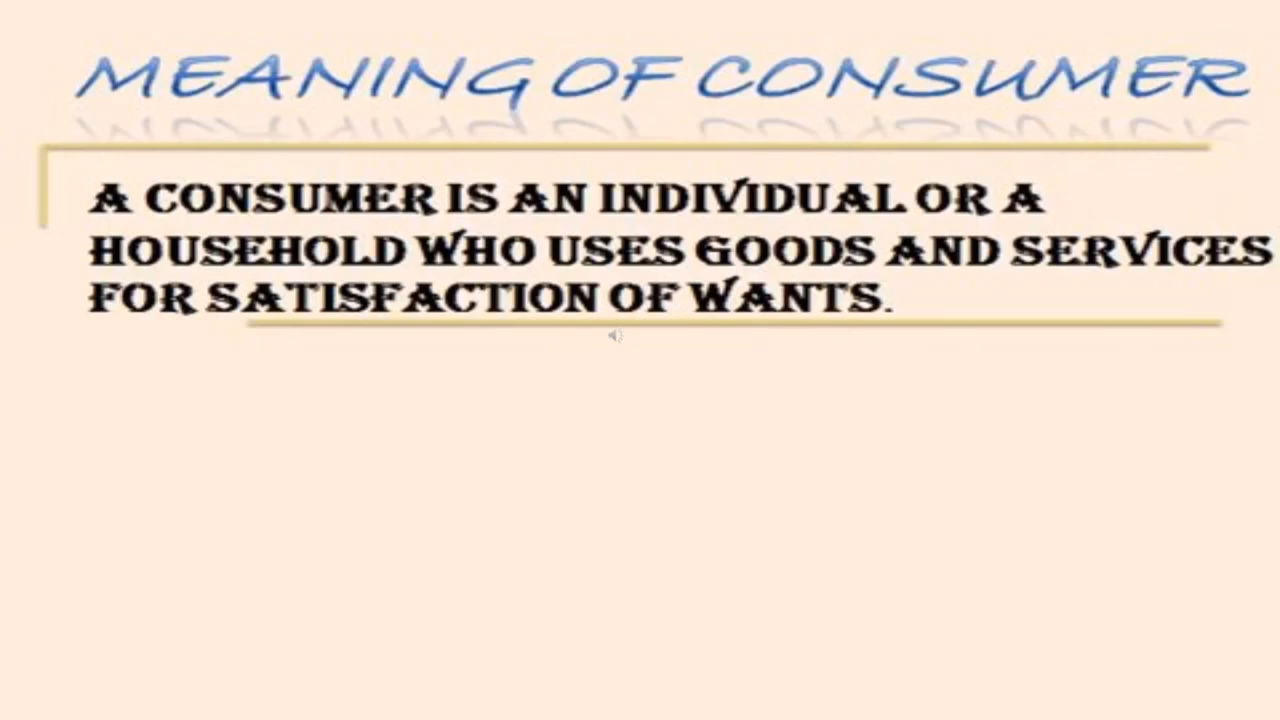 MEANING OF CONSUMER
A CONSUMER IS AN INDIVIDUAL OR A
HOUSEHOLD WHO USES GOODS AND SERVICES
FOR SATISFACTION OF WANTS.